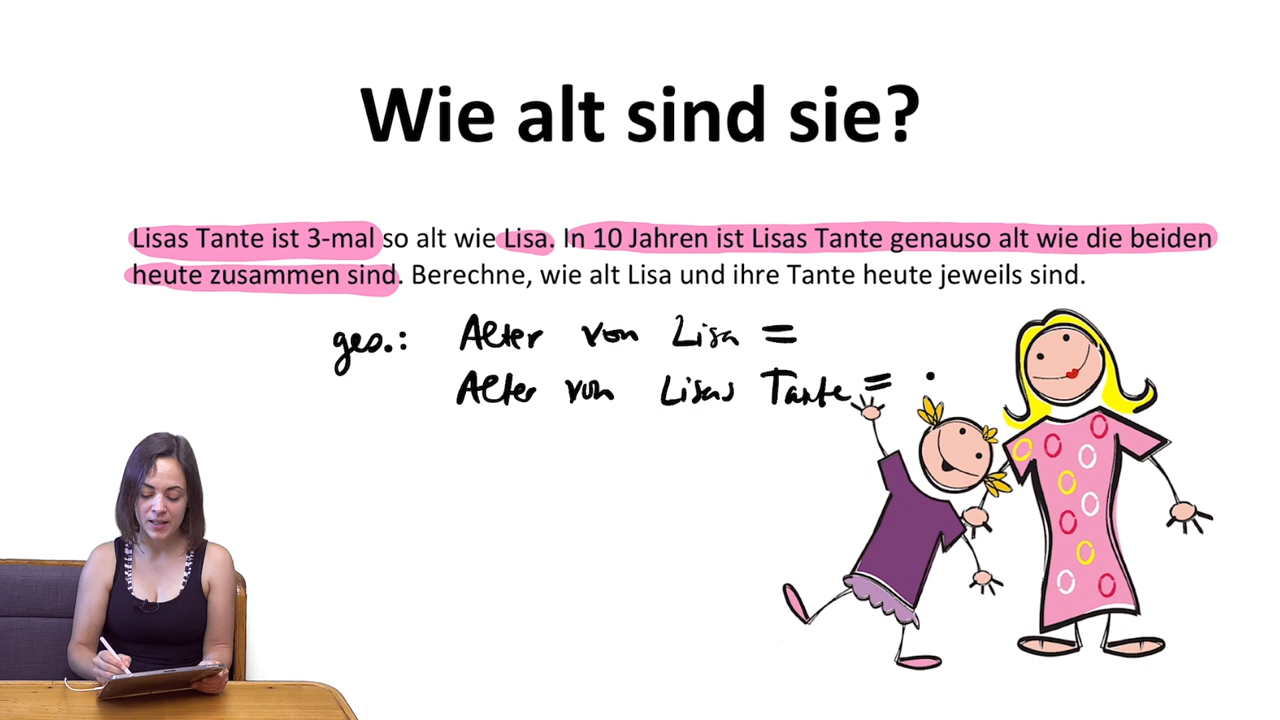 Wie alt sind sie?
Lisas Tante ist 3-mal so alt wie Lisa. In 10 Jahren ist Lisas Tante genauso alt wie die beiden
heute zusammen sind. Berechne, wie alt Lisa und ihre Tante heute jeweils sind.
ges.: Alter von Lisa =
Alter von Lisas Tante =